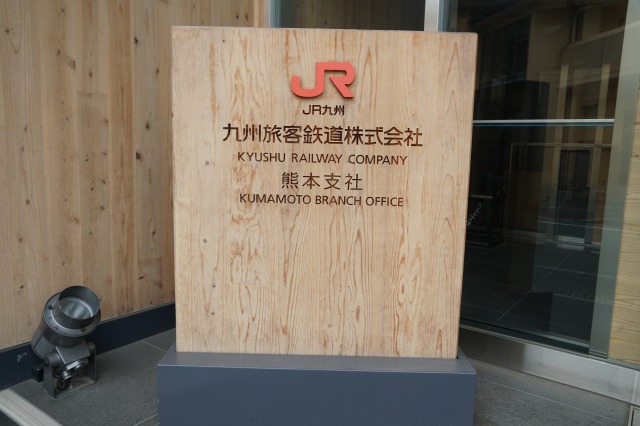 JR
JR九州
九州旅客鉄道株式会社
KYUSHU RAILWAY COMPANY
熊本支社
KUMAMOTO BRANCH OFFICE